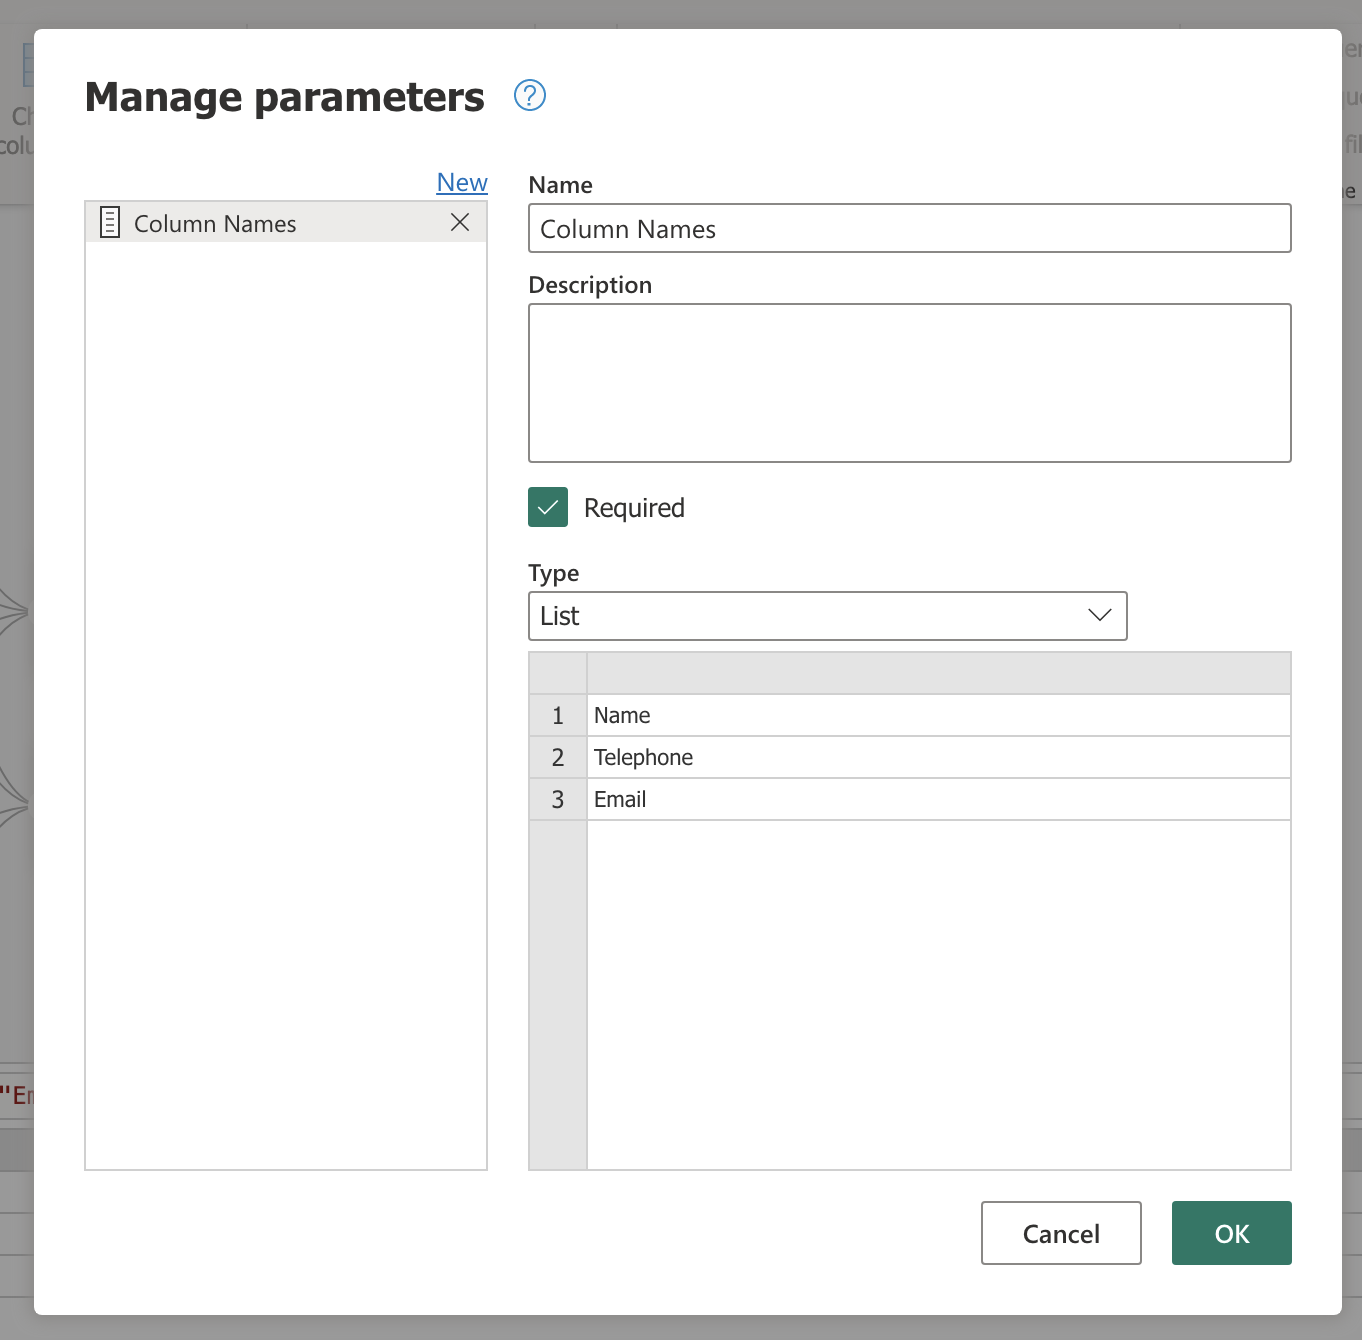 Manage parameters
New
Column Names
Name
Column Names
Description
Required
Type
List
1 Name
2 Telephone
3 Email
Cancel
OK